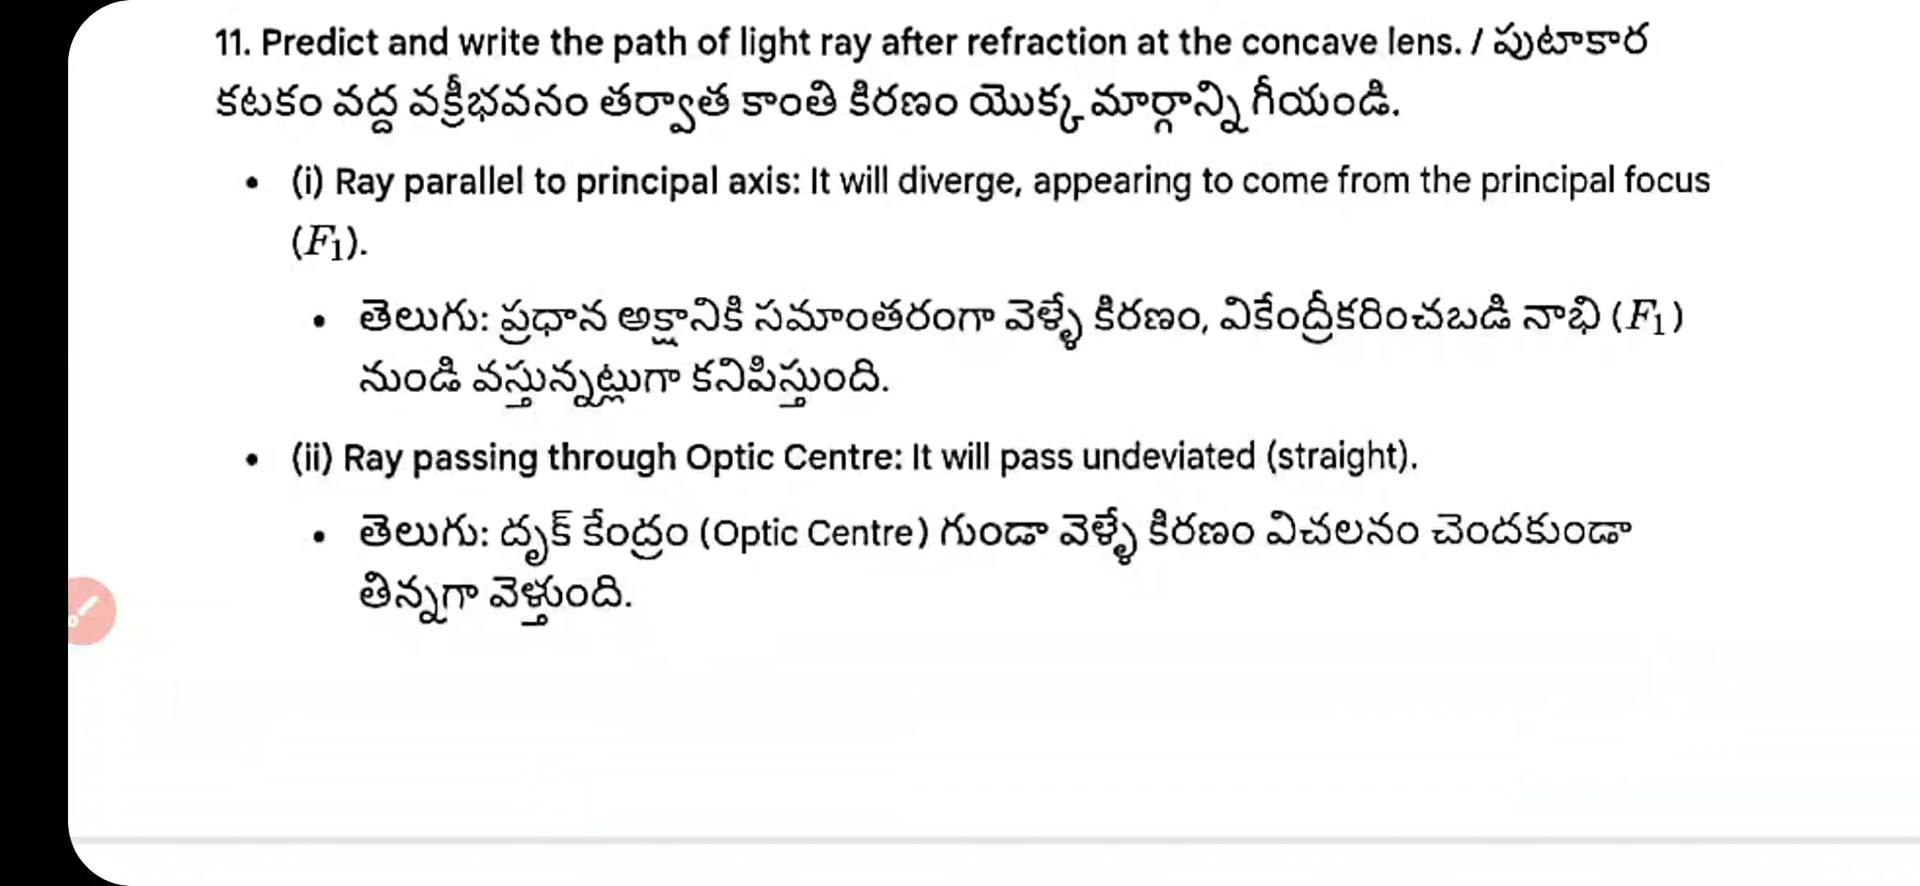 11. Predict and write the path of light ray after refraction at the concave lens. / పుటాకార
కటకం వద్ద వక్రీభవనం తర్వాత కాంతి కిరణం యొక్క మార్గాన్ని గీయండి.
• (i) Ray parallel to principal axis: It will diverge, appearing to come from the principal focus
(F₁).
• తెలుగు: ప్రధాన అక్షానికి సమాంతరంగా వెళ్ళే కిరణం, వికేంద్రీకరించబడి నాభి (F₁)
నుండి వస్తున్నట్లుగా కనిపిస్తుంది.
• (ii) Ray passing through Optic Centre: It will pass undeviated (straight).
• తెలుగు: దృక్ కేంద్రం (Optic Centre) గుండా వెళ్ళే కిరణం విచలనం చెందకుండా
తిన్నగా వెళ్తుంది.